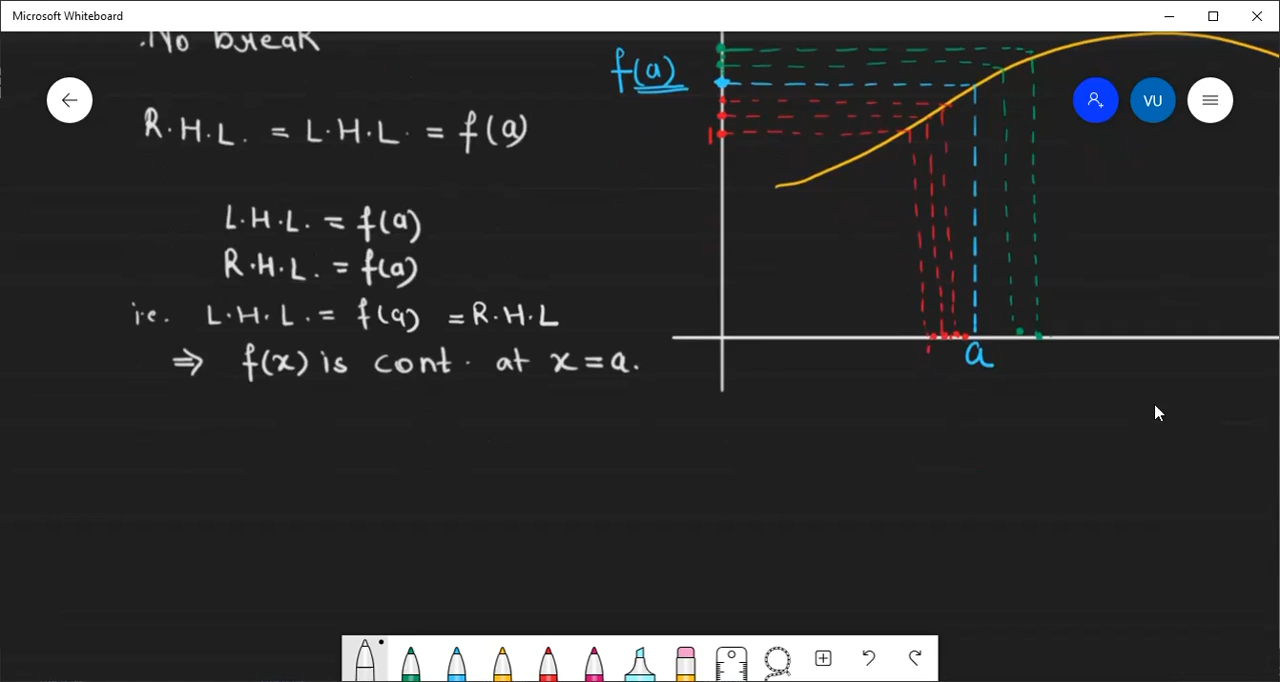 Microsoft Whiteboard
.No break
f(a)
VU
R.H.L. = L.H.L. = f(a)
L.H.L. = f(a)
R.H.L. = f(a)
i.e. L.H.L. = f(a) = R.H.L
⇒ f(x) is cont. at x = a.
a